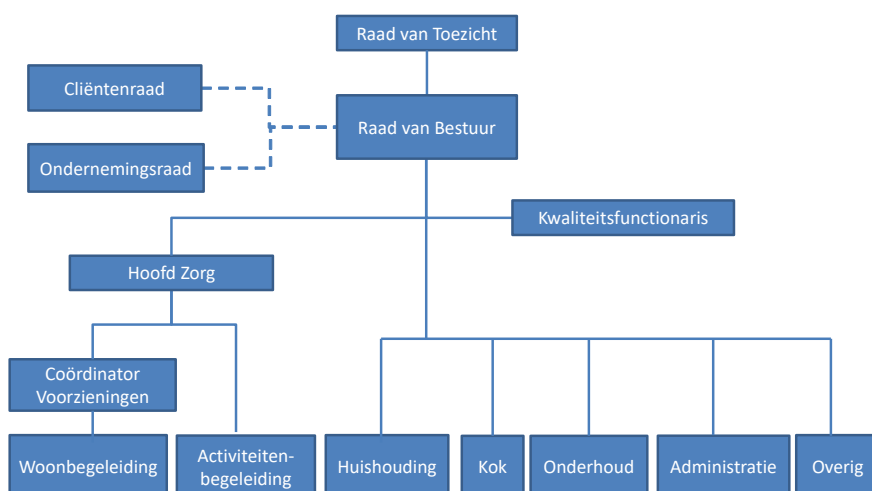 Raad van Toezicht
Cliëntenraad
Raad van Bestuur
Ondernemingsraad
Kwaliteitsfunctionaris
Hoofd Zorg
Coördinator
Voorzieningen
Woonbegeleiding
Activiteiten-
begeleiding
Huishouding
Kok
Onderhoud
Administratie
Overig